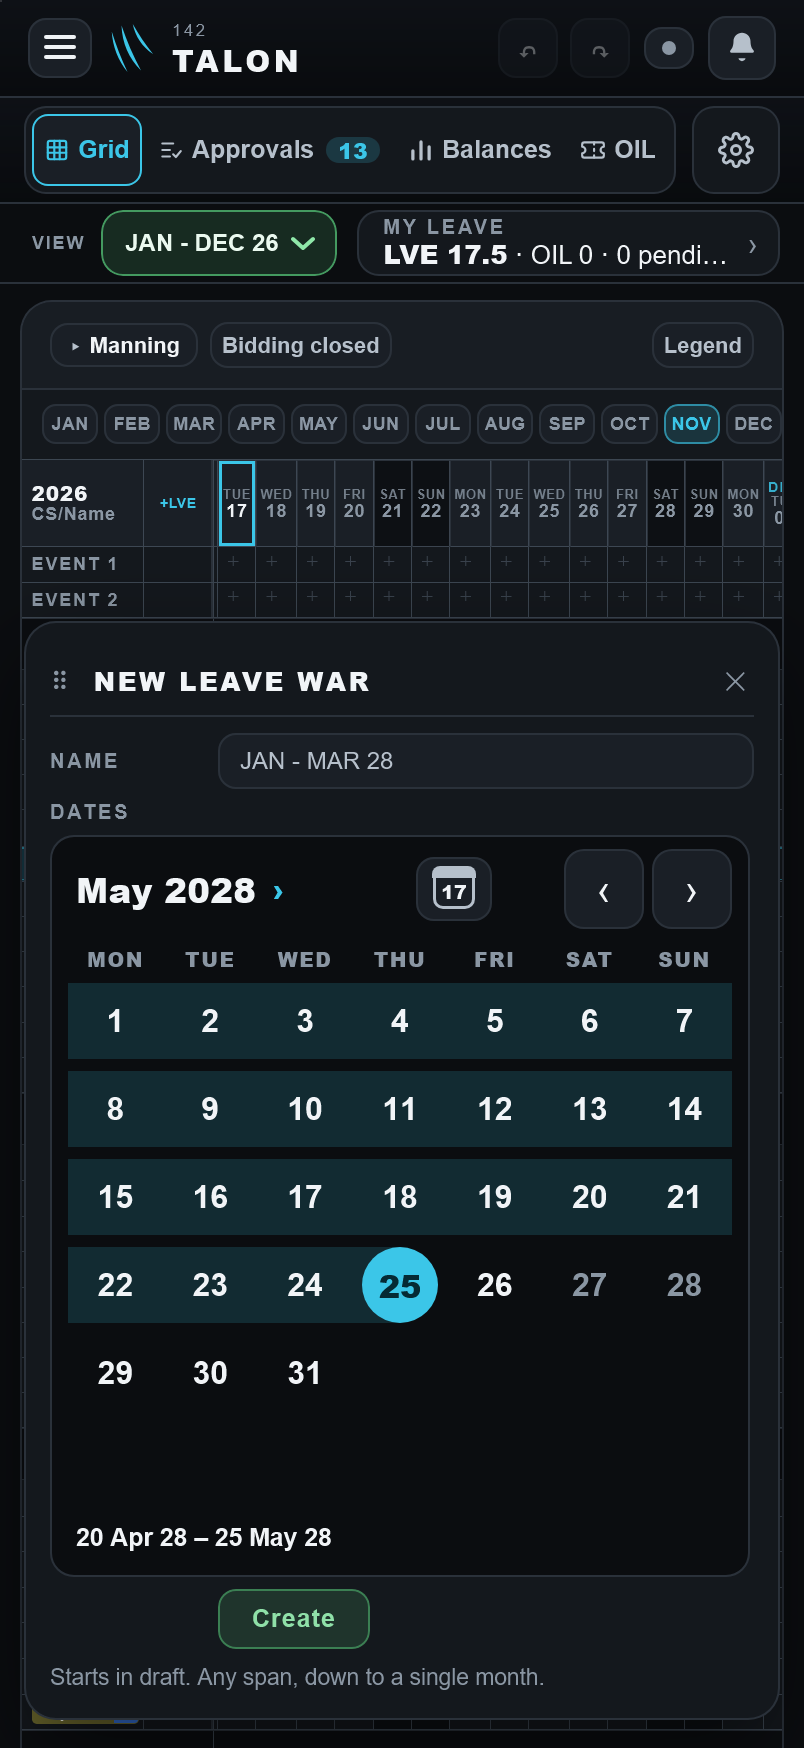 142
TALON
Grid
Approvals 13
Balances
OIL
VIEW
JAN - DEC 26
MY LEAVE
LVE 17.5 · OIL 0 · 0 pendi…
Manning
Bidding closed
Legend
JAN FEB MAR APR MAY JUN JUL AUG SEP OCT NOV DEC
2026
CS/Name
+LVE
TUE 17
WED 18
THU 19
FRI 20
SAT 21
SUN 22
MON 23
TUE 24
WED 25
THU 26
FRI 27
SAT 28
SUN 29
MON 30
EVENT 1 + + + + + + + + + + + + + + +
EVENT 2 + + + + + + + + + + + + + + +
NEW LEAVE WAR
NAME
JAN - MAR 28
DATES
May 2028 ›
17
‹ ›
MON TUE WED THU FRI SAT SUN
1 2 3 4 5 6 7
8 9 10 11 12 13 14
15 16 17 18 19 20 21
22 23 24 25 26 27 28
29 30 31
20 Apr 28 – 25 May 28
Create
Starts in draft. Any span, down to a single month.